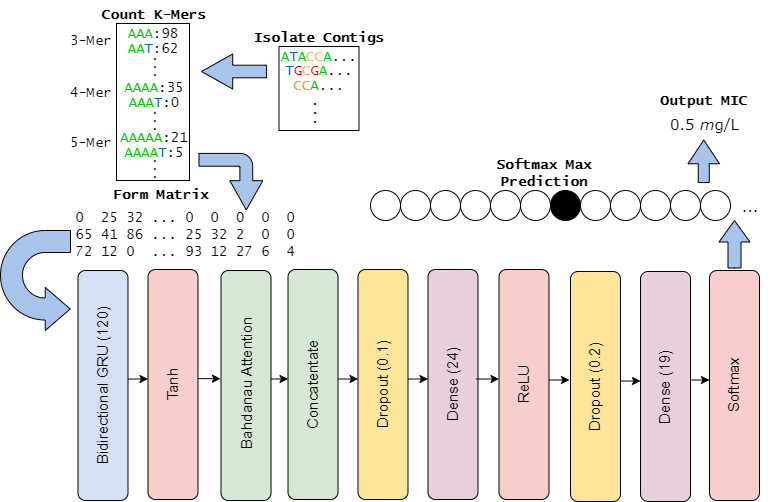 Count K-Mers
3-Mer
AAA:98
AAT:62
:
4-Mer
AAAA:35
AAAT:0
:
5-Mer
AAAAA:21
AAAAT:5
:
Isolate Contigs
ATACCA...
TGCGA...
CCA...
:
Form Matrix
0 25 32 ... 0 0 0 0 0
65 41 86 ... 25 32 2 0 0
72 12 0 ... 93 12 27 6 4
Output MIC
0.5 mg/L
Softmax Max
Prediction
...
Bidirectional GRU (120)
Tanh
Bahdanau Attention
Concatentate
Dropout (0.1)
Dense (24)
ReLU
Dropout (0.2)
Dense (19)
Softmax